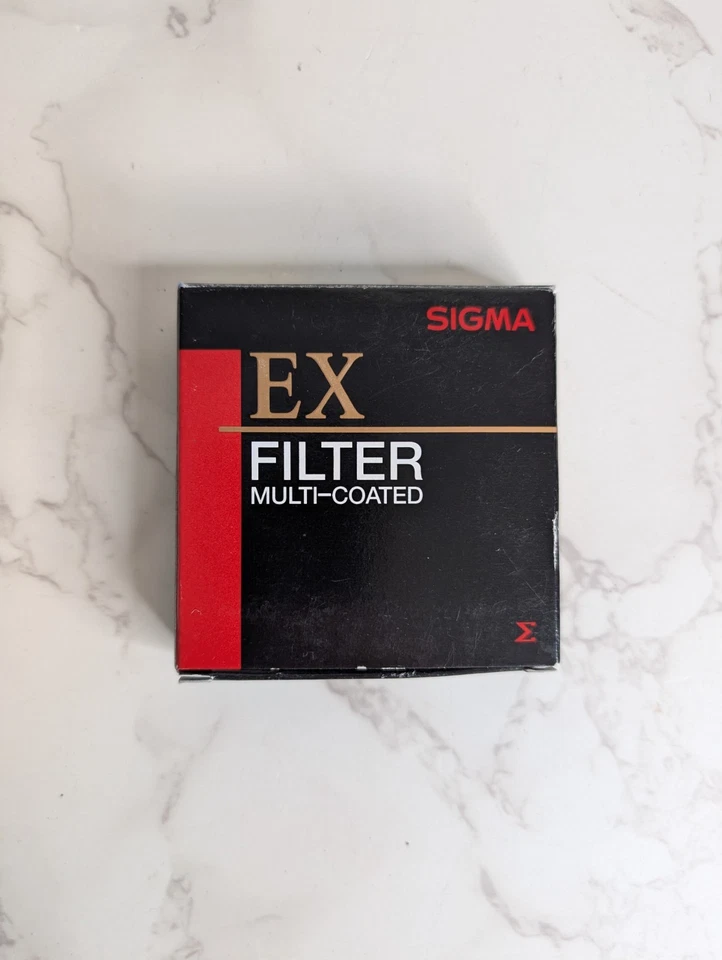 SIGMA
EX
FILTER
MULTI-COATED
Σ